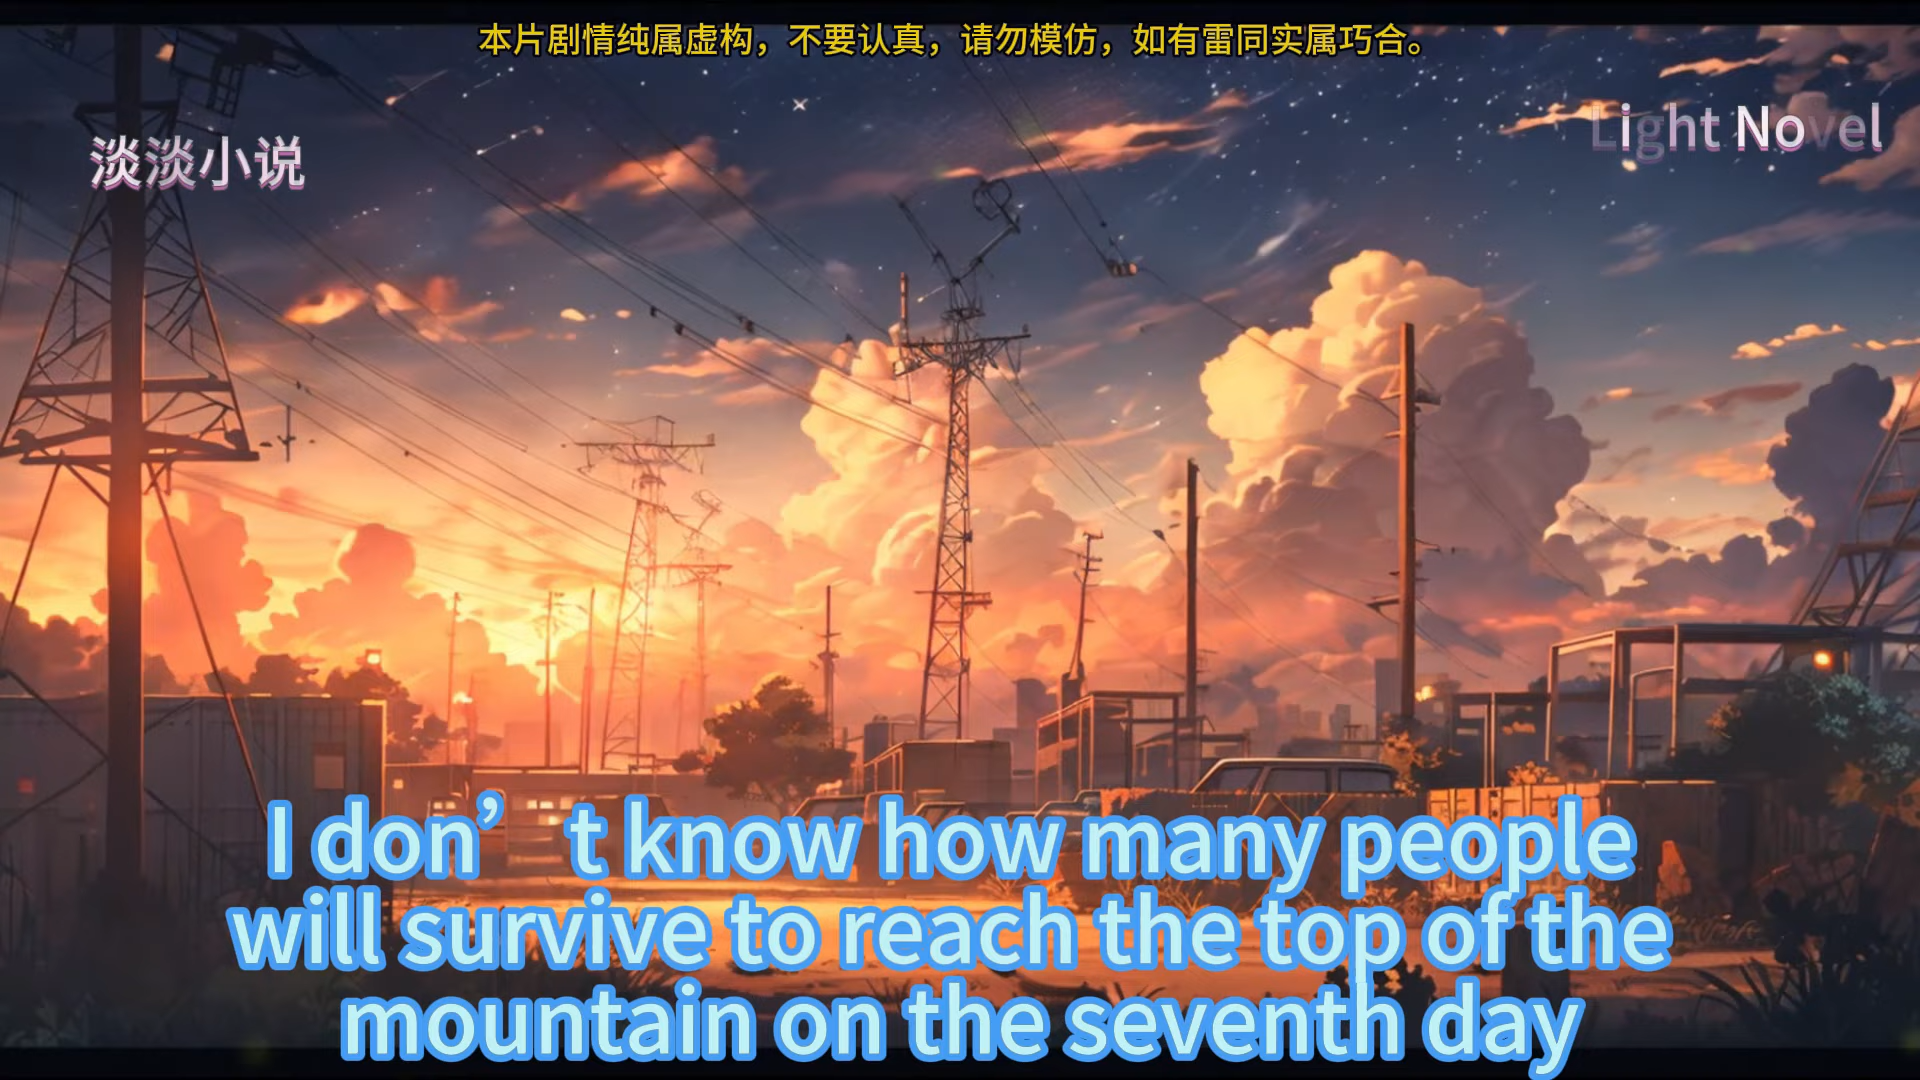 本片剧情纯属虚构，不要认真，请勿模仿，如有雷同实属巧合。
淡淡小说
Light Novel
I don’t know how many people
will survive to reach the top of the
mountain on the seventh day